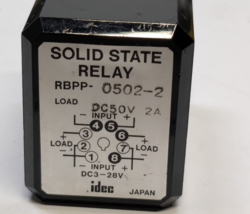 SOLID STATE
RELAY
RBPP- 0502-2
LOAD DC50V 2A
- INPUT +
4 5
+ 3 6 -
LOAD LOAD
- 2 7 +
1 8
- INPUT +
DC3-28V
idec JAPAN